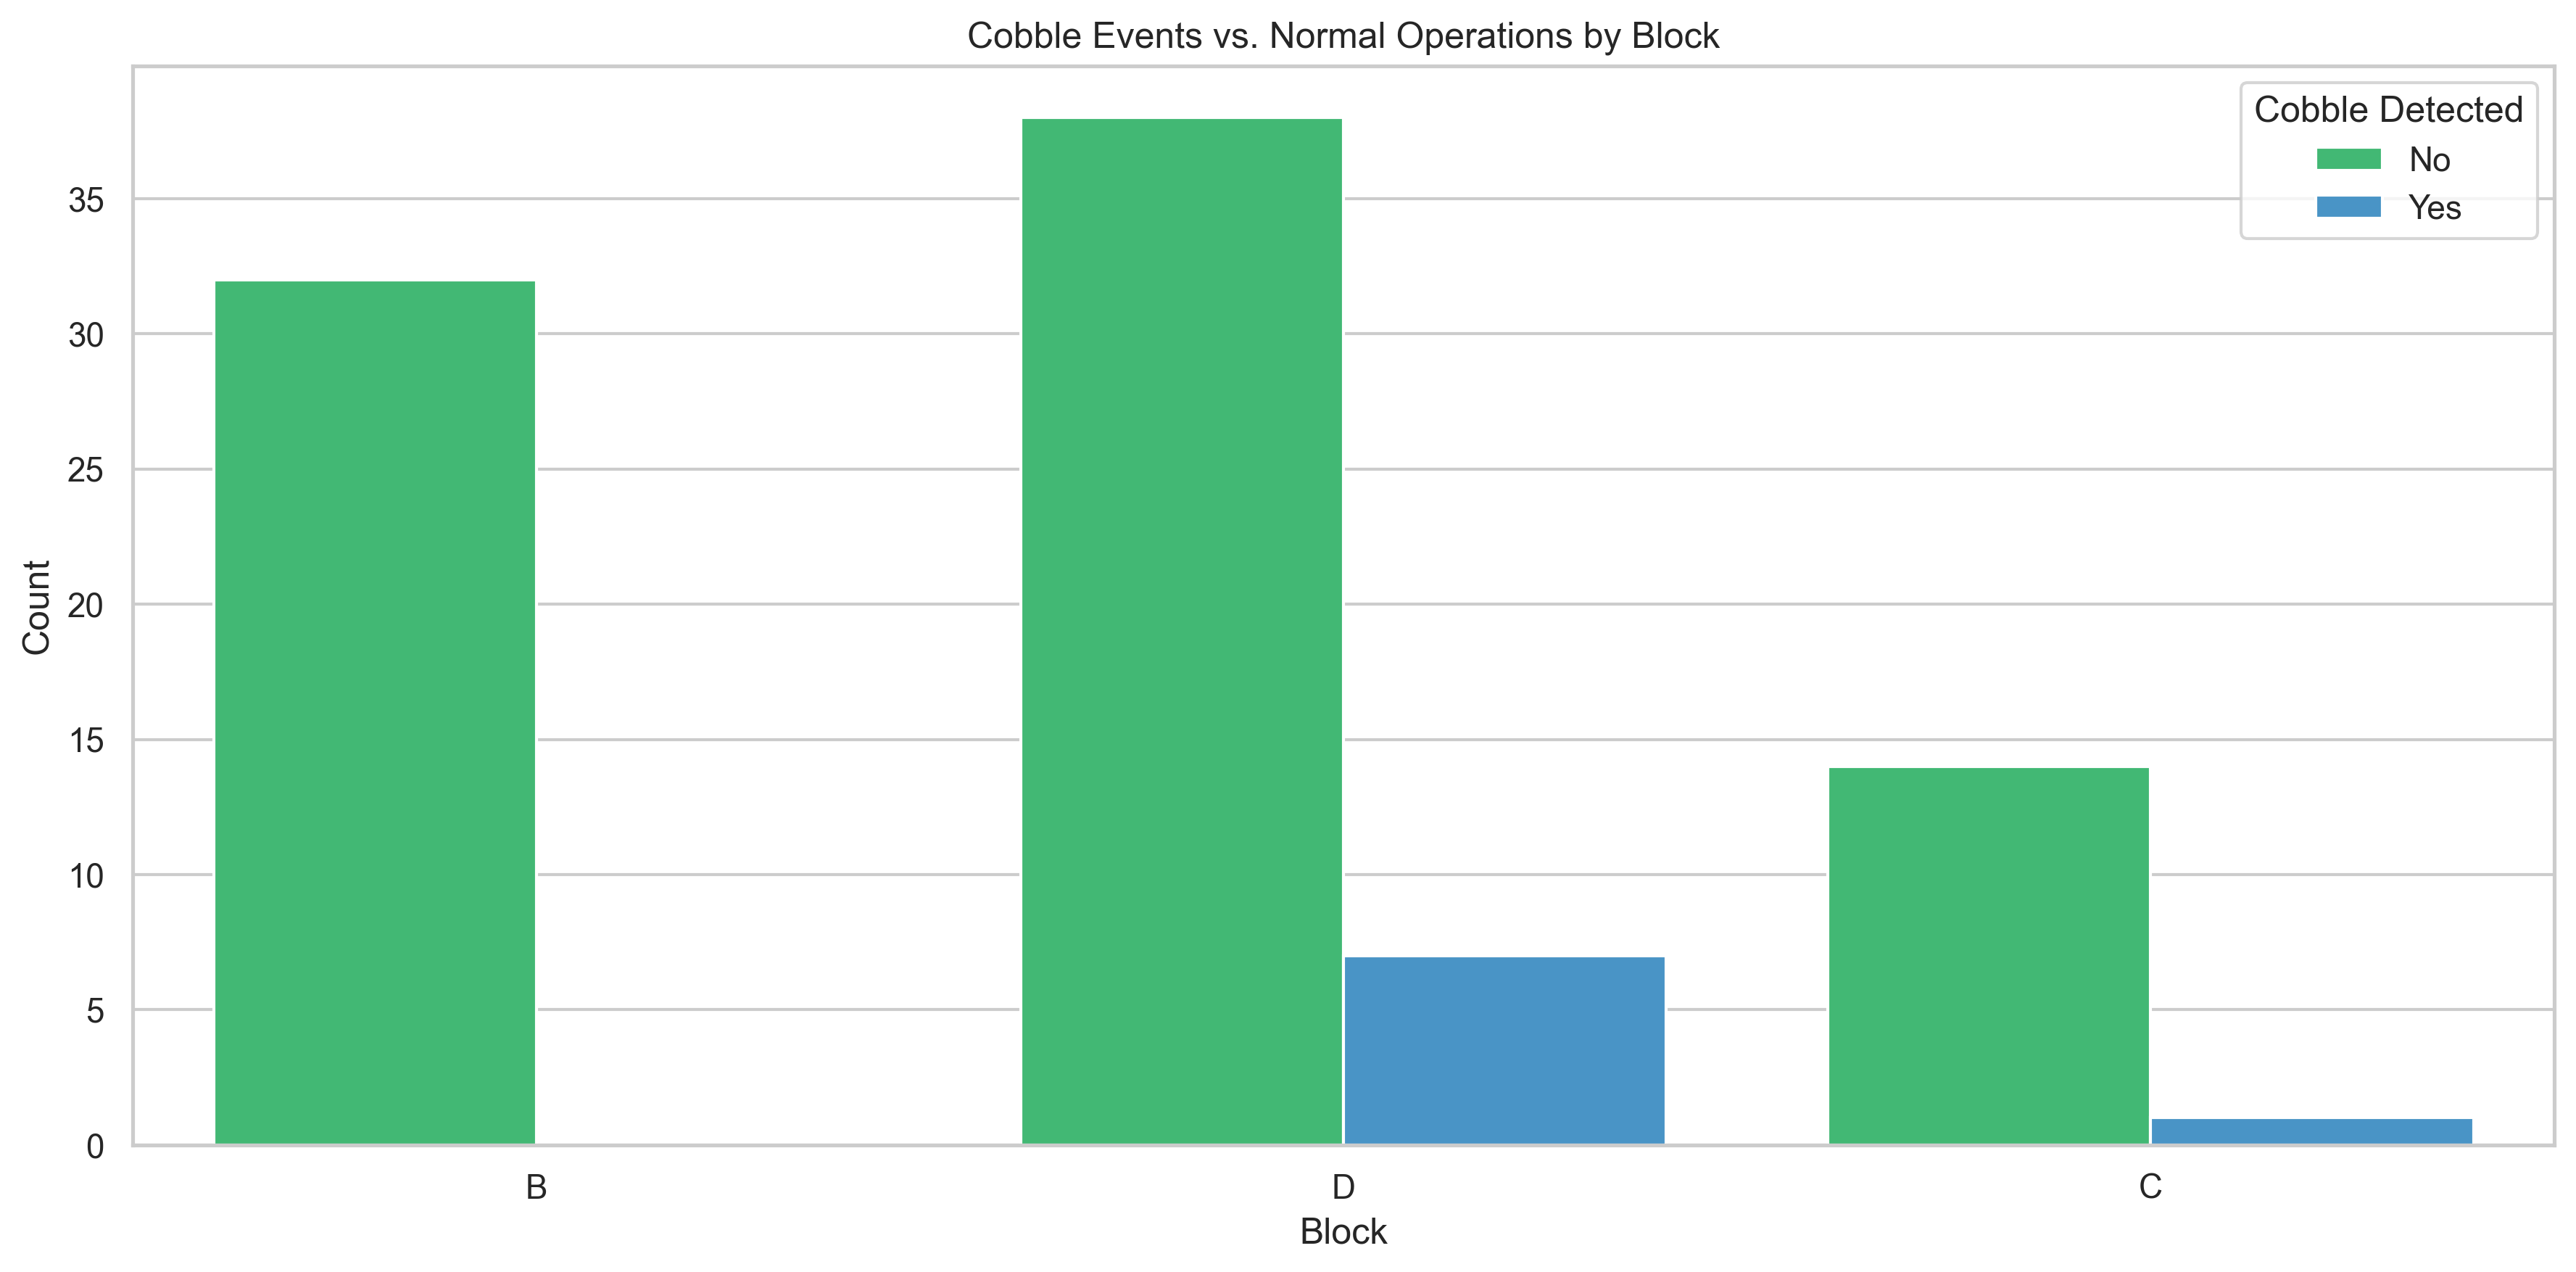 Cobble Events vs. Normal Operations by Block
Cobble Detected
No
Yes
Count
35
30
25
20
15
10
5
0
B D C
Block